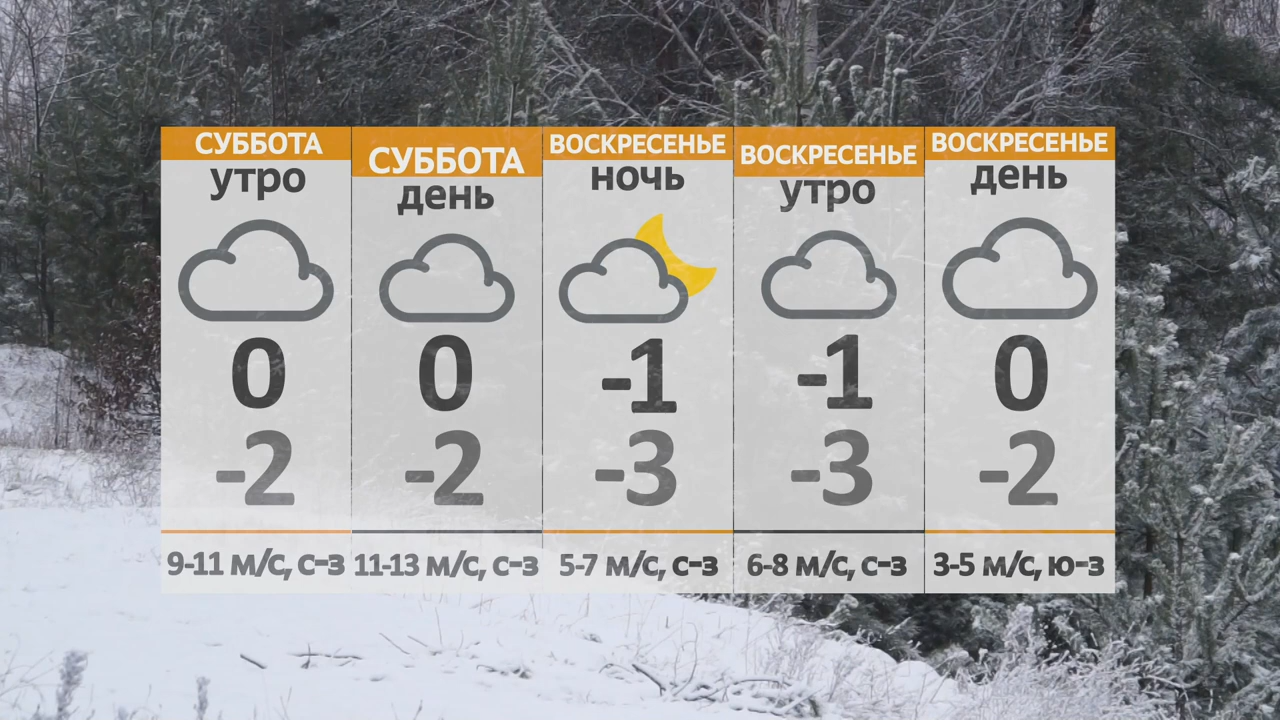 СУББОТА
утро
0
-2
9-11 м/с, с-з
СУББОТА
день
0
-2
11-13 м/с, с-з
ВОСКРЕСЕНЬЕ
ночь
-1
-3
5-7 м/с, с-з
ВОСКРЕСЕНЬЕ
утро
-1
-3
6-8 м/с, с-з
ВОСКРЕСЕНЬЕ
день
0
-2
3-5 м/с, ю-з